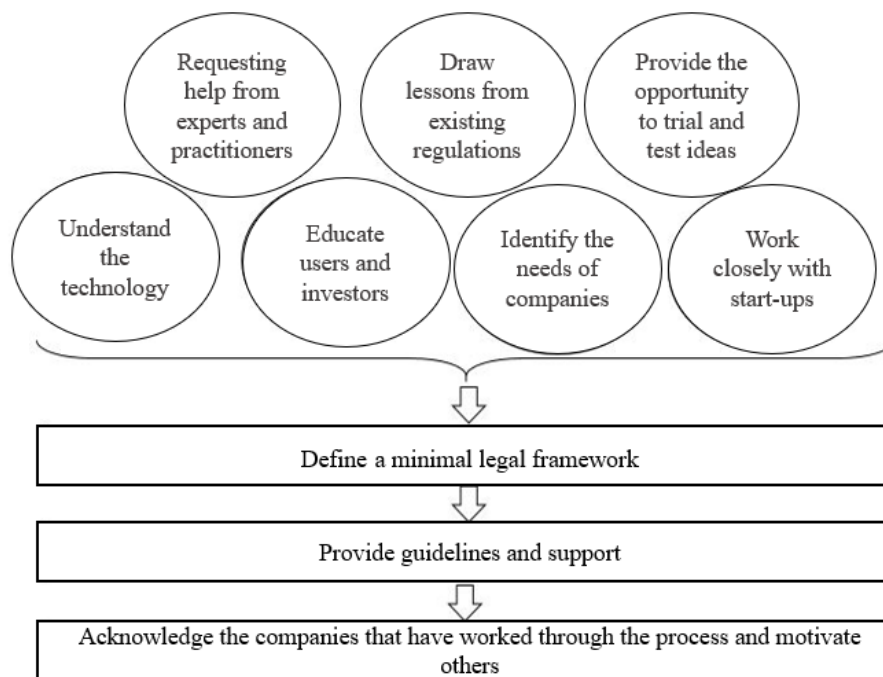 Requesting
help from
experts and
practitioners
Draw
lessons from
existing
regulations
Provide the
opportunity
to trial and
test ideas
Understand
the
technology
Educate
users and
investors
Identify the
needs of
companies
Work
closely with
start-ups
Define a minimal legal framework
Provide guidelines and support
Acknowledge the companies that have worked through the process and motivate
others